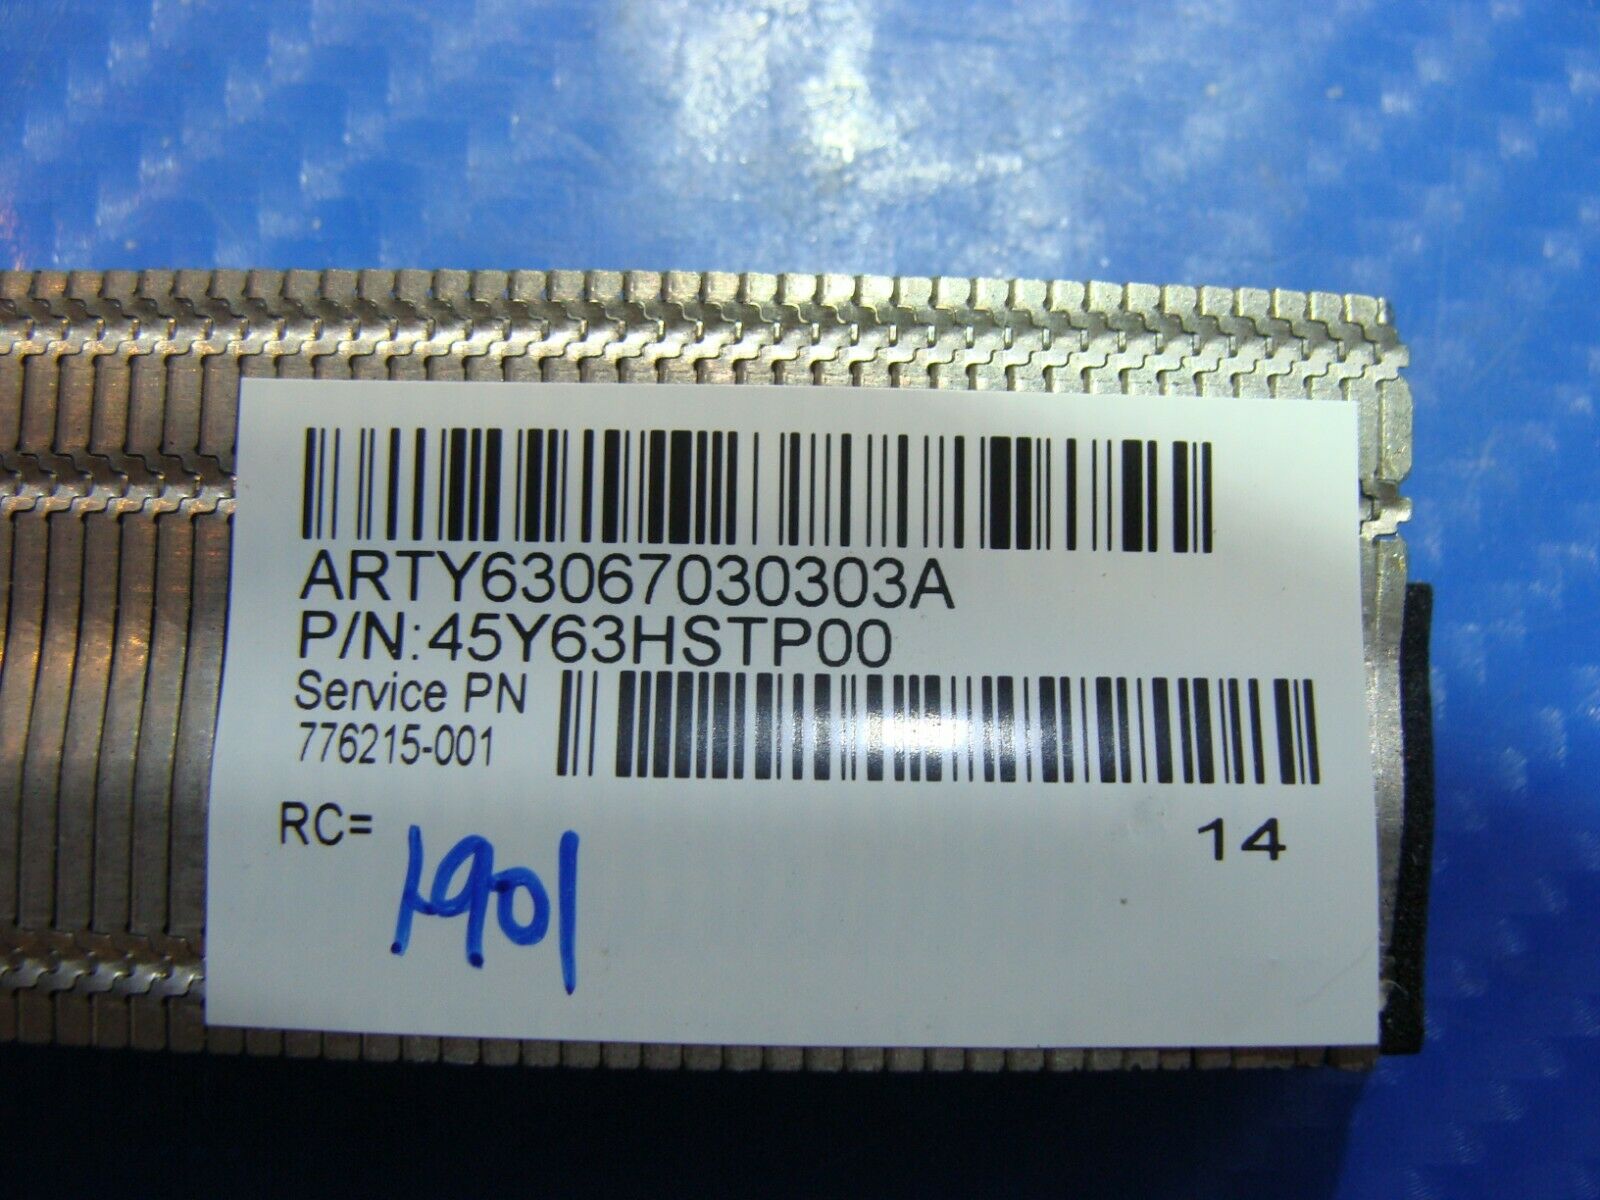 ARTY63067030303A
P/N:45Y63HSTP00
Service PN
776215-001
RC=
14
1901